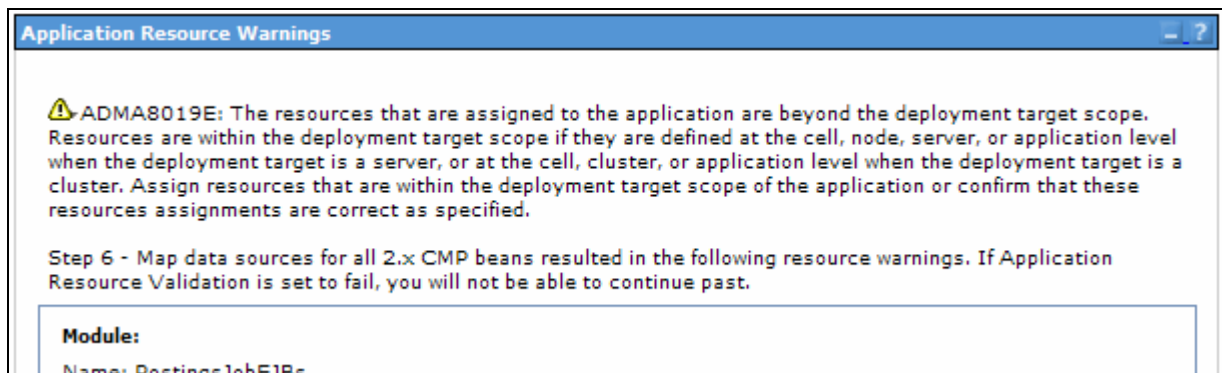 Application Resource Warnings
ADMA8019E: The resources that are assigned to the application are beyond the deployment target scope.
Resources are within the deployment target scope if they are defined at the cell, node, server, or application level
when the deployment target is a server, or at the cell, cluster, or application level when the deployment target is a
cluster. Assign resources that are within the deployment target scope of the application or confirm that these
resources assignments are correct as specified.
Step 6 - Map data sources for all 2.x CMP beans resulted in the following resource warnings. If Application
Resource Validation is set to fail, you will not be able to continue past.
Module:
Name: PostingsJobEJBs